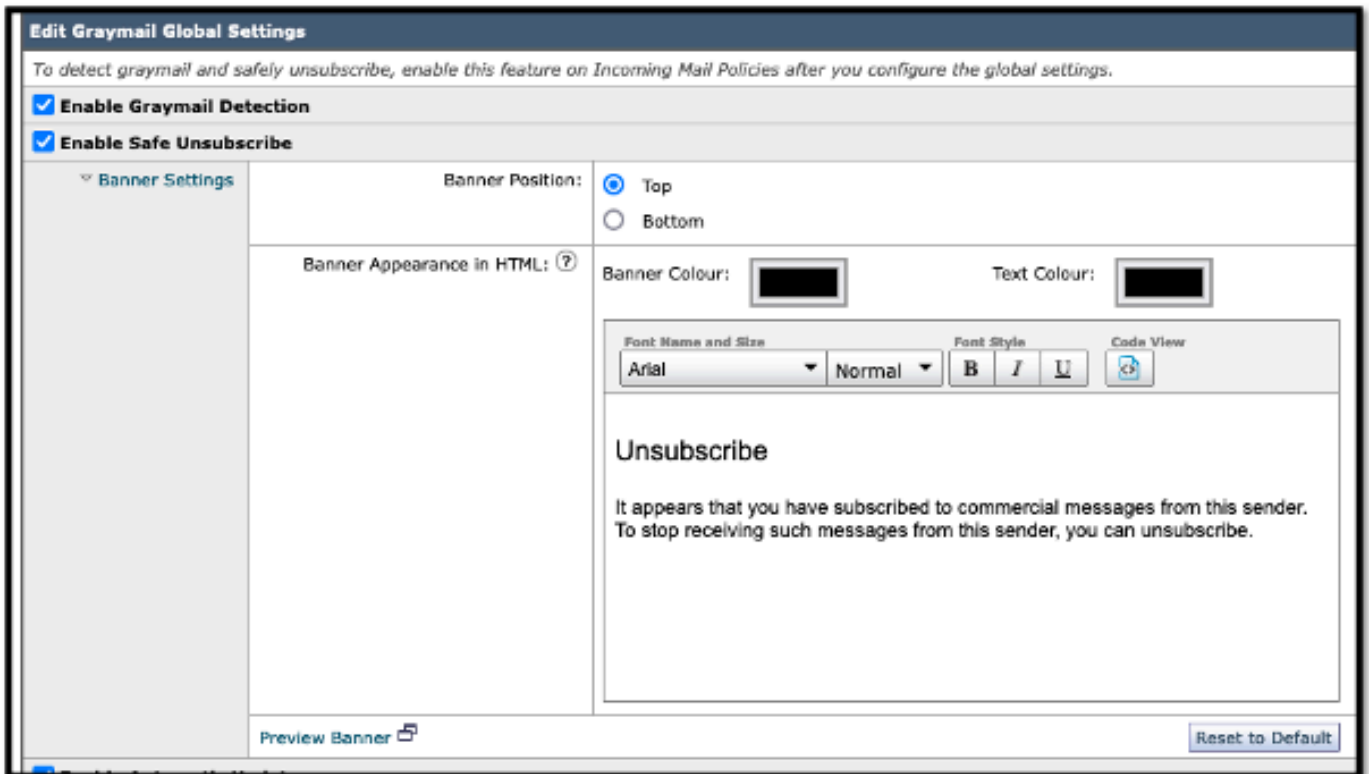 Edit Graymail Global Settings
To detect graymail and safely unsubscribe, enable this feature on Incoming Mail Policies after you configure the global settings.
Enable Graymail Detection
Enable Safe Unsubscribe
Banner Settings
Banner Position:
Top
Bottom
Banner Appearance in HTML: ?
Banner Colour:
Text Colour:
Font Name and Size
Font Style
Code View
Arial
Normal
B
I
U
Unsubscribe
It appears that you have subscribed to commercial messages from this sender.
To stop receiving such messages from this sender, you can unsubscribe.
Preview Banner
Reset to Default